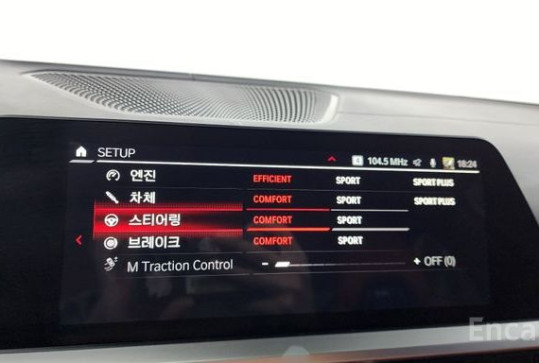 SETUP 104.5 MHz 18:24
엔진 EFFICIENT SPORT SPORT PLUS
차체 COMFORT SPORT SPORT PLUS
스티어링 COMFORT SPORT
브레이크 COMFORT SPORT
M Traction Control - + OFF (0)
Enca